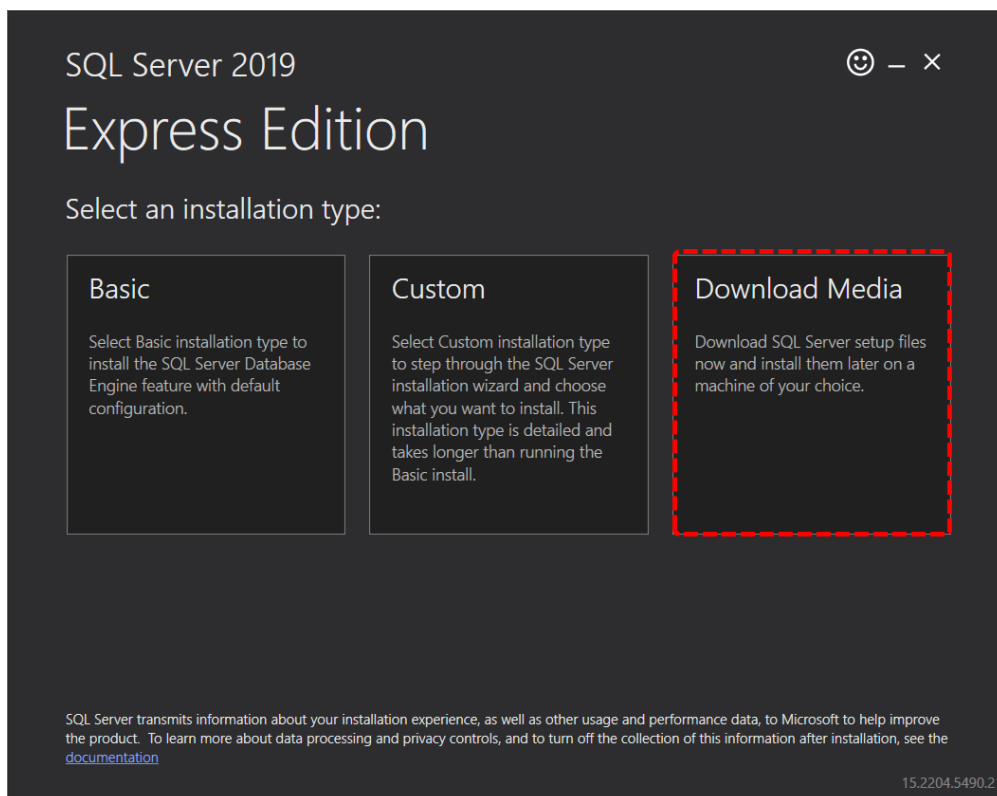 SQL Server 2019
Express Edition
Select an installation type:
Basic
Select Basic installation type to
install the SQL Server Database
Engine feature with default
configuration.
Custom
Select Custom installation type
to step through the SQL Server
installation wizard and choose
what you want to install. This
installation type is detailed and
takes longer than running the
Basic install.
Download Media
Download SQL Server setup files
now and install them later on a
machine of your choice.
SQL Server transmits information about your installation experience, as well as other usage and performance data, to Microsoft to help improve
the product.  To learn more about data processing and privacy controls, and to turn off the collection of this information after installation, see the
documentation
15.2204.5490.2